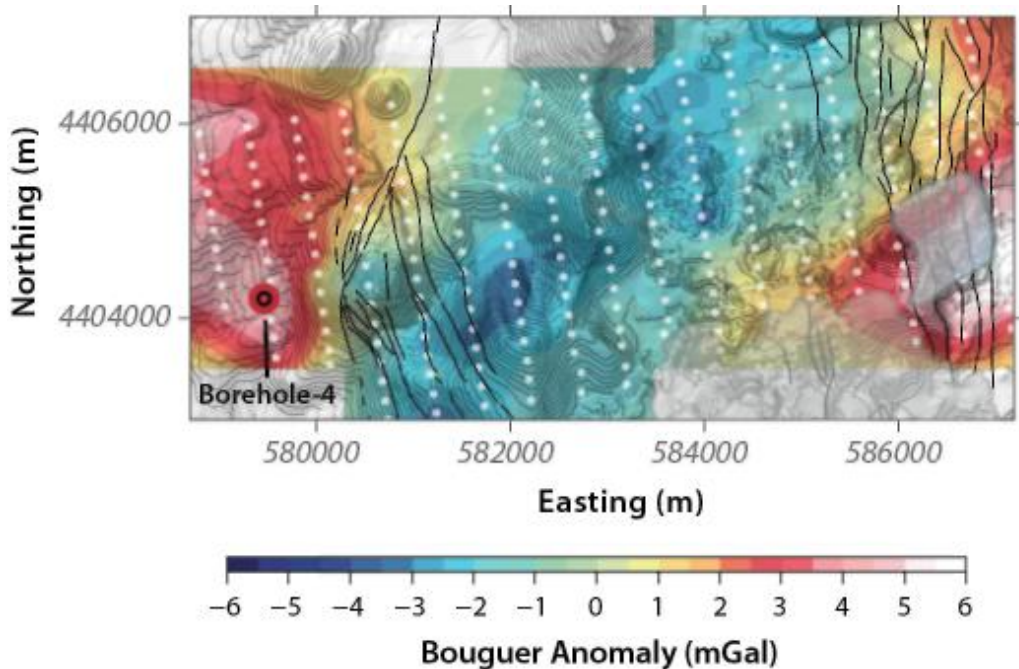 Northing (m)
4406000
4404000
Borehole-4
580000 582000 584000 586000
Easting (m)
−6 −5 −4 −3 −2 −1 0 1 2 3 4 5 6
Bouguer Anomaly (mGal)